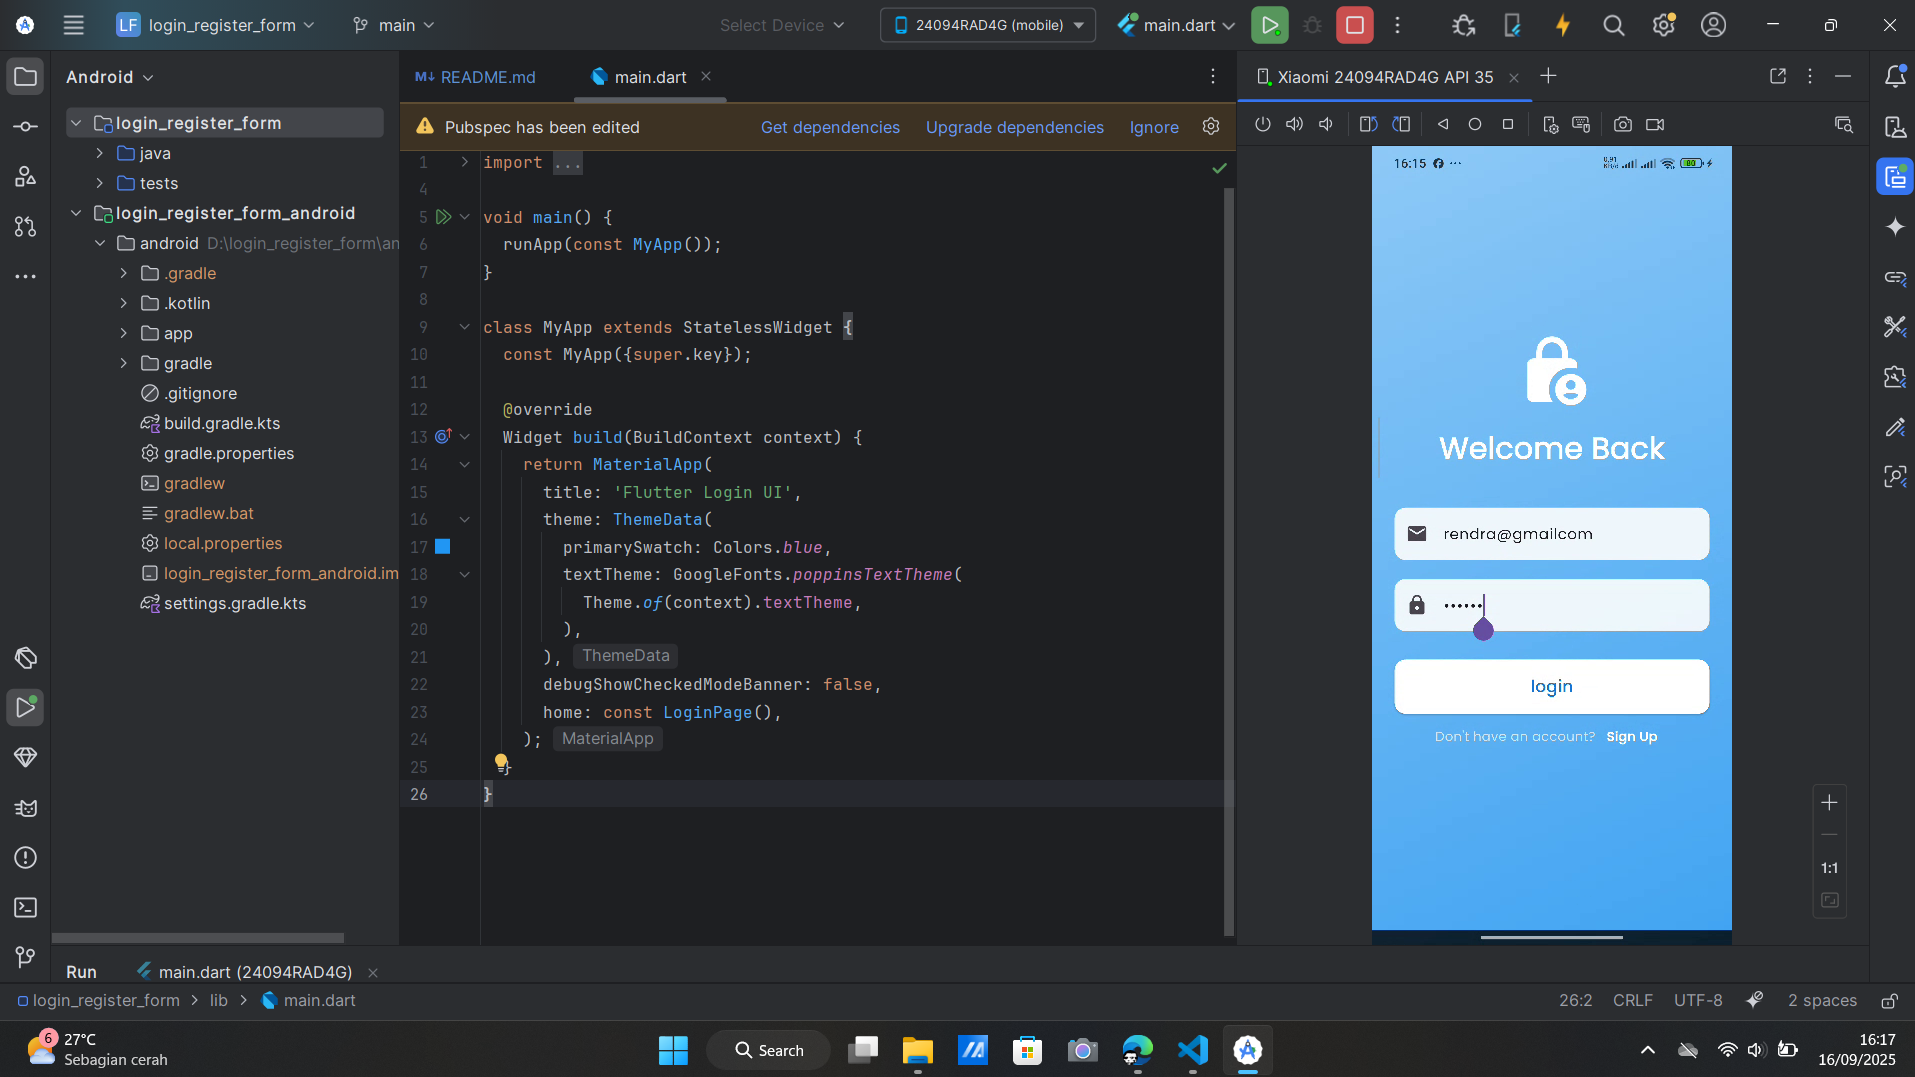 LF login_register_form
main
Select Device
24094RAD4G (mobile)
main.dart
Android
login_register_form
java
tests
login_register_form_android
android D:\login_register_form\an
.gradle
.kotlin
app
gradle
.gitignore
build.gradle.kts
gradle.properties
gradlew
gradlew.bat
local.properties
login_register_form_android.im
settings.gradle.kts
M↓ README.md
main.dart
Pubspec has been edited
Get dependencies
Upgrade dependencies
Ignore
1 import ...
4
5 void main() {
6 runApp(const MyApp());
7 }
8
9 class MyApp extends StatelessWidget {
10 const MyApp({super.key});
11
12 @override
13 Widget build(BuildContext context) {
14 return MaterialApp(
15 title: 'Flutter Login UI',
16 theme: ThemeData(
17 primarySwatch: Colors.blue,
18 textTheme: GoogleFonts.poppinsTextTheme(
19 Theme.of(context).textTheme,
20 ),
21 ), ThemeData
22 debugShowCheckedModeBanner: false,
23 home: const LoginPage(),
24 ); MaterialApp
25 }
26 }
Xiaomi 24094RAD4G API 35
16:15
80
Welcome Back
rendra@gmailcom
••••••
login
Don't have an account? Sign Up
1:1
Run
main.dart (24094RAD4G)
login_register_form > lib > main.dart
26:2
CRLF
UTF-8
2 spaces
6
27°C
Sebagian cerah
Search
16:17
16/09/2025